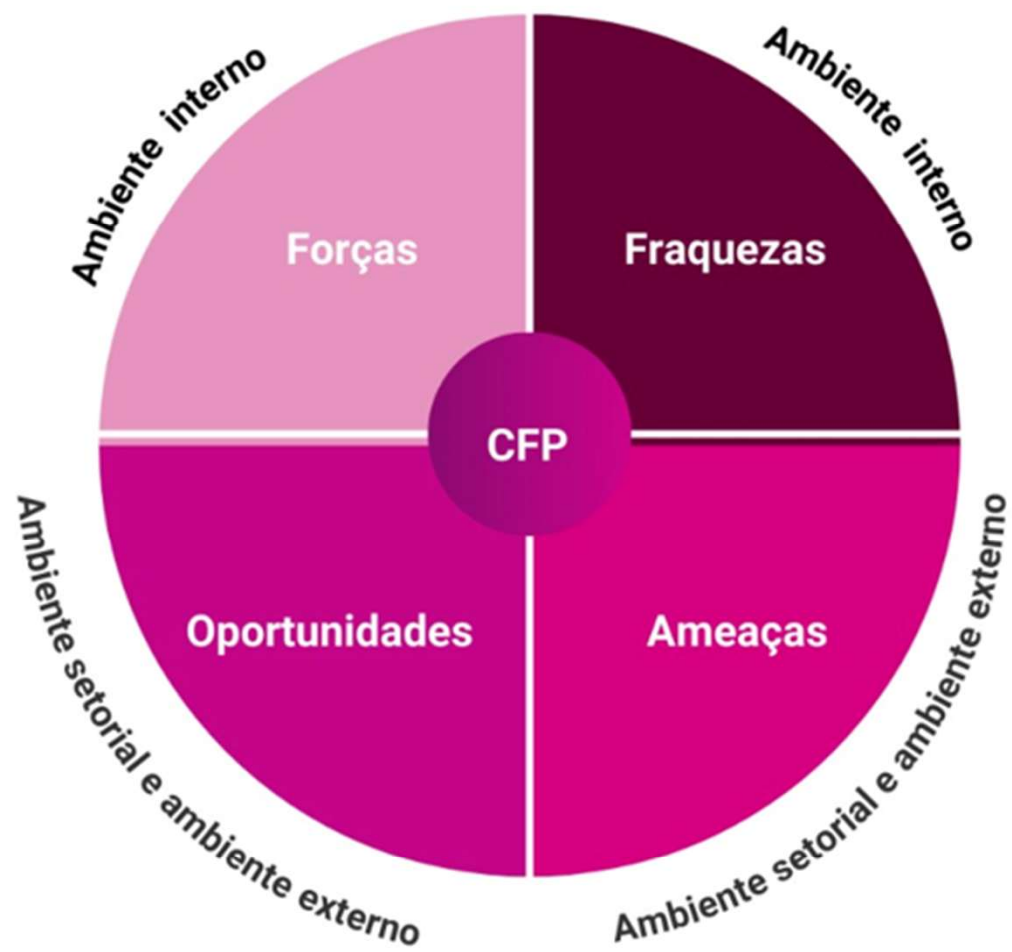 Ambiente interno
Ambiente interno
Forças
Fraquezas
CFP
Oportunidades
Ameaças
Ambiente setorial e ambiente externo
Ambiente setorial e ambiente externo